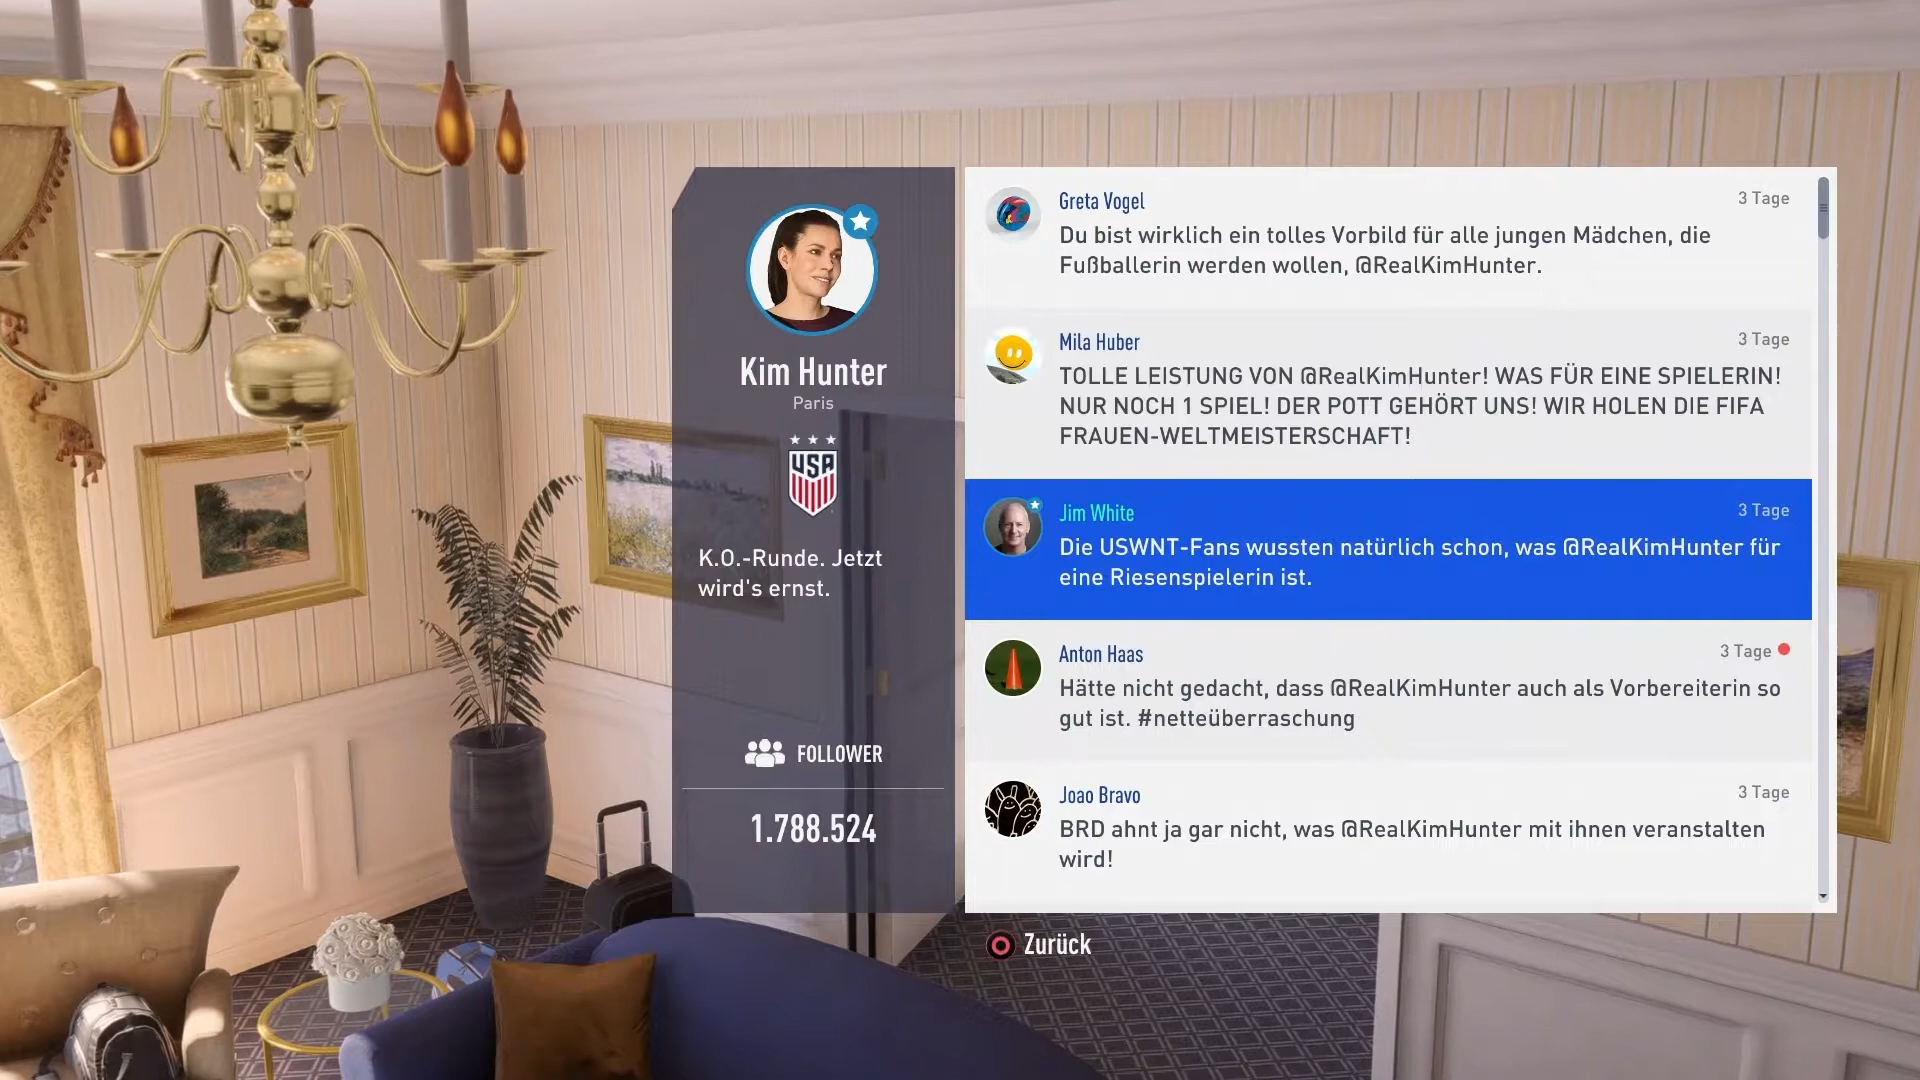 Kim Hunter
Paris
USA
K.O.-Runde. Jetzt
wird's ernst.
FOLLOWER
1.788.524
Greta Vogel
3 Tage
Du bist wirklich ein tolles Vorbild für alle jungen Mädchen, die
Fußballerin werden wollen, @RealKimHunter.
Mila Huber
3 Tage
TOLLE LEISTUNG VON @RealKimHunter! WAS FÜR EINE SPIELERIN!
NUR NOCH 1 SPIEL! DER POTT GEHÖRT UNS! WIR HOLEN DIE FIFA
FRAUEN-WELTMEISTERSCHAFT!
Jim White
3 Tage
Die USWNT-Fans wussten natürlich schon, was @RealKimHunter für
eine Riesenspielerin ist.
Anton Haas
3 Tage
Hätte nicht gedacht, dass @RealKimHunter auch als Vorbereiterin so
gut ist. #netteüberraschung
Joao Bravo
3 Tage
BRD ahnt ja gar nicht, was @RealKimHunter mit ihnen veranstalten
wird!
Zurück